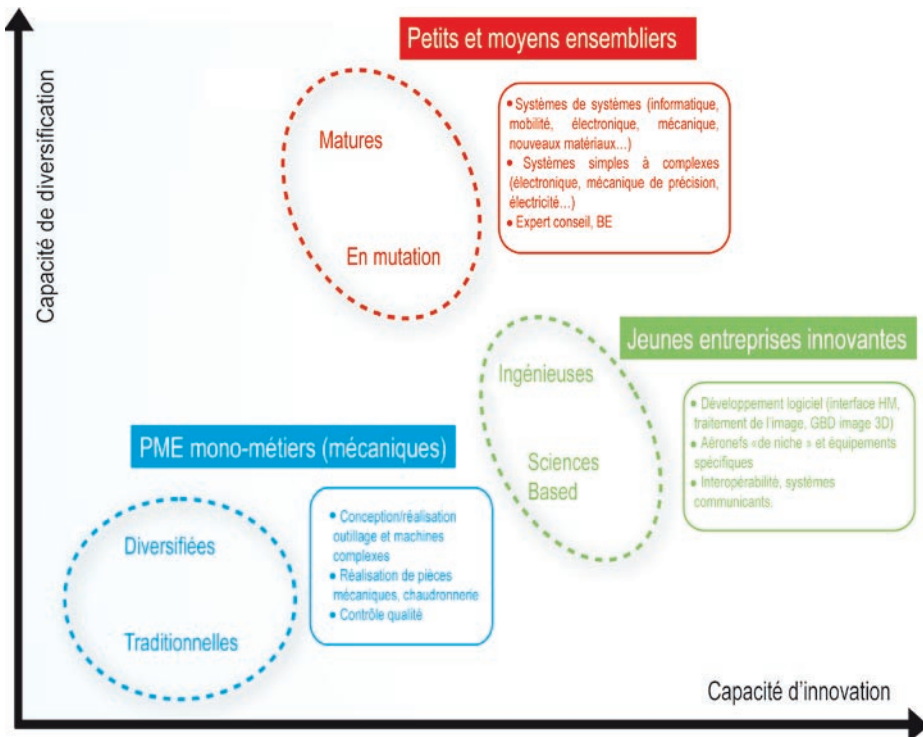 Capacité de diversification
Petits et moyens ensembliers
Matures
En mutation
• Systèmes de systèmes (informatique,
mobilité, électronique, mécanique,
nouveaux matériaux...)
• Systèmes simples à complexes
(électronique, mécanique de précision,
électricité...)
• Expert conseil, BE
Jeunes entreprises innovantes
Ingénieuses
Sciences
Based
• Développement logiciel (interface HM,
traitement de l'image, GBD image 3D)
• Aéronefs «de niche » et équipements
spécifiques
• Interopérabilité, systèmes
communicants,
PME mono-métiers (mécaniques)
Diversifiées
Traditionnelles
• Conception/réalisation
outillage et machines
complexes
• Réalisation de pièces
mécaniques, chaudronnerie
• Contrôle qualité
Capacité d'innovation